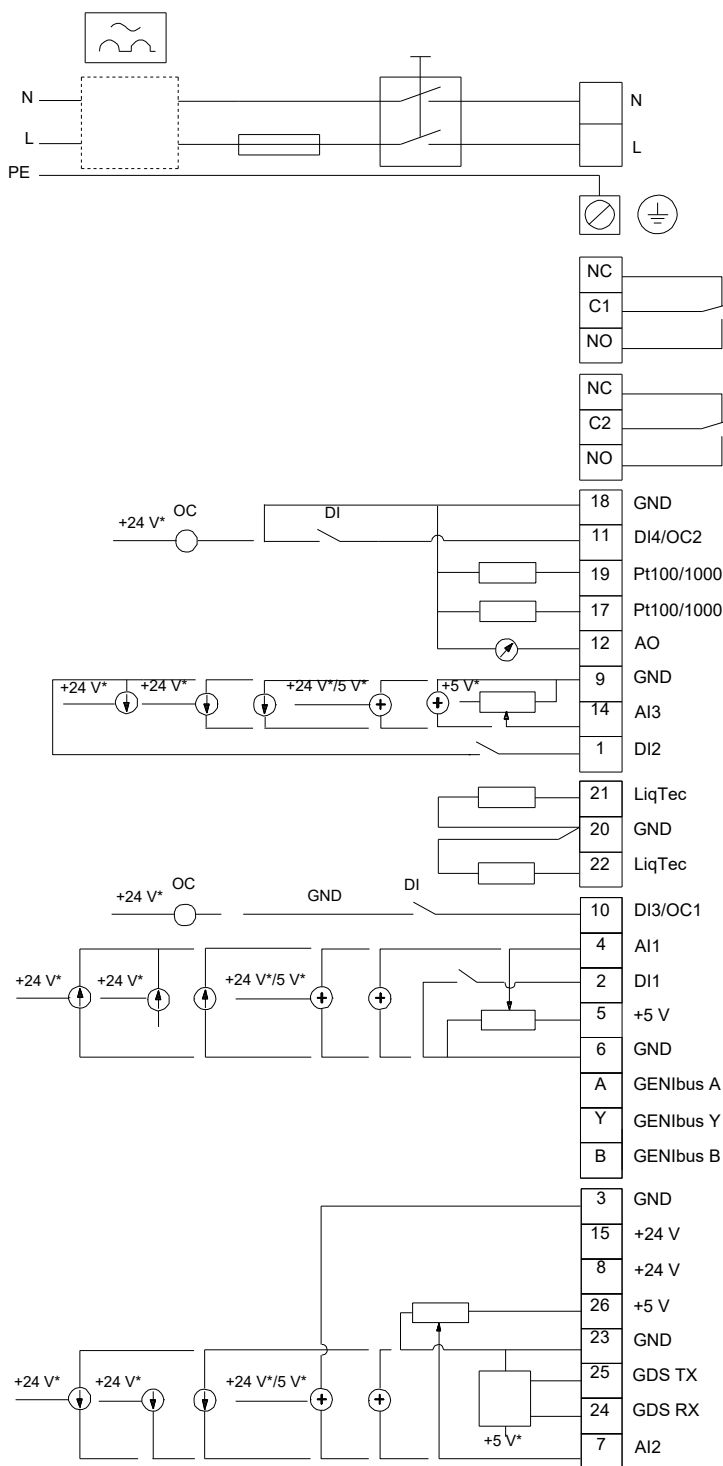 N
N
L
L
PE
NC
C1
NO
NC
C2
NO
18 GND
+24 V* OC DI 11 DI4/OC2
19 Pt100/1000
17 Pt100/1000
12 AO
9 GND
+24 V* +24 V* +24 V*/5 V* +5 V*
14 AI3
1 DI2
21 LiqTec
20 GND
22 LiqTec
+24 V* OC GND DI 10 DI3/OC1
4 AI1
+24 V* +24 V* +24 V*/5 V* 2 DI1
5 +5 V
6 GND
A GENIbus A
Y GENIbus Y
B GENIbus B
3 GND
15 +24 V
8 +24 V
26 +5 V
23 GND
25 GDS TX
+24 V* +24 V* +24 V*/5 V*
24 GDS RX
+5 V*
7 AI2